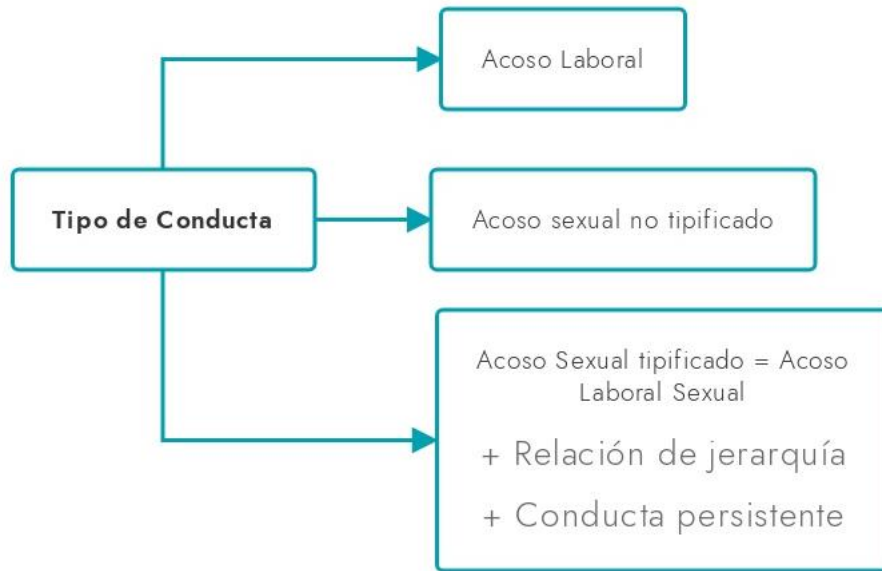 Acoso Laboral
Tipo de Conducta
Acoso sexual no tipificado
Acoso Sexual tipificado = Acoso
Laboral Sexual
+ Relación de jerarquía
+ Conducta persistente